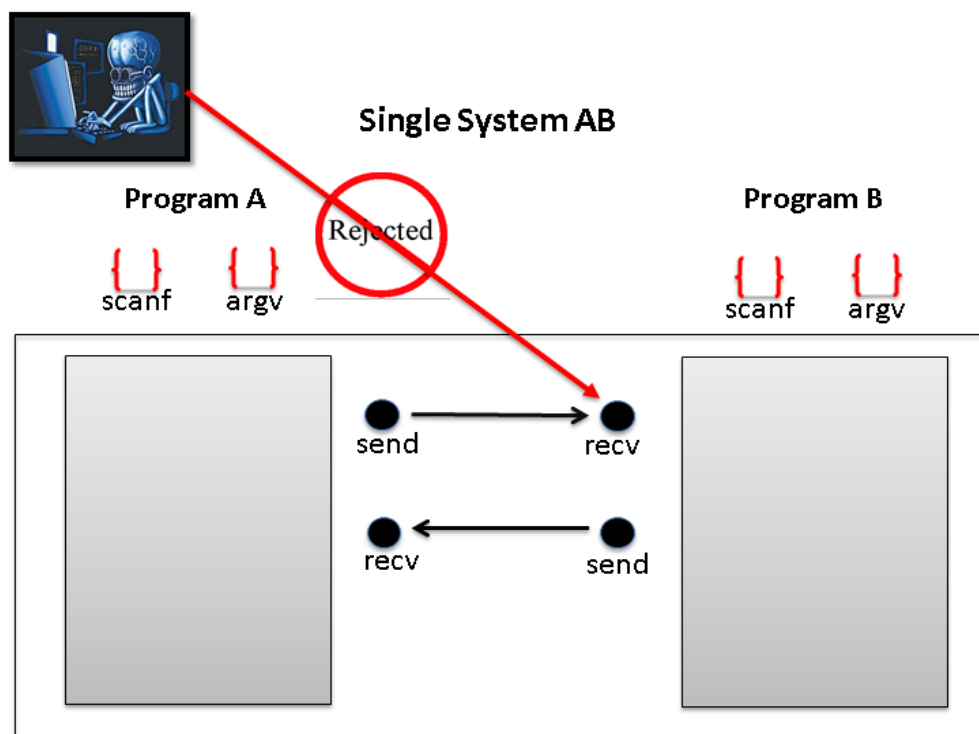 Single System AB
Program A
Program B
Rejected
scanf argv
scanf argv
send
recv
recv
send